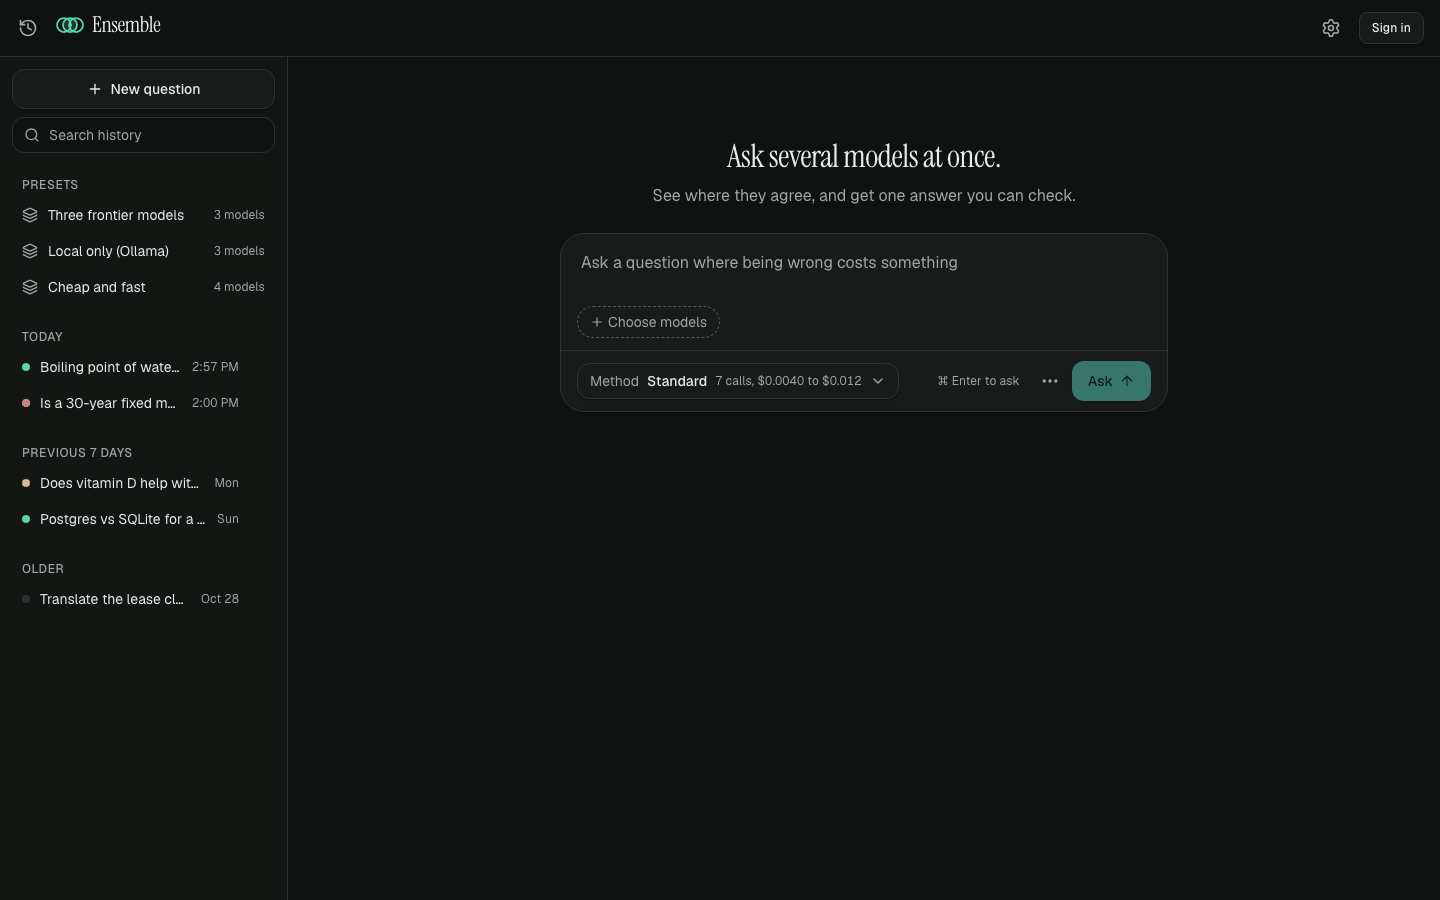 Ensemble
Sign in
New question
Search history
PRESETS
Three frontier models 3 models
Local only (Ollama) 3 models
Cheap and fast 4 models
TODAY
Boiling point of wate... 2:57 PM
Is a 30-year fixed m... 2:00 PM
PREVIOUS 7 DAYS
Does vitamin D help wit... Mon
Postgres vs SQLite for a ... Sun
OLDER
Translate the lease cl... Oct 28
Ask several models at once.
See where they agree, and get one answer you can check.
Ask a question where being wrong costs something
+ Choose models
Method Standard 7 calls, $0.0040 to $0.012
⌘ Enter to ask
Ask ↑